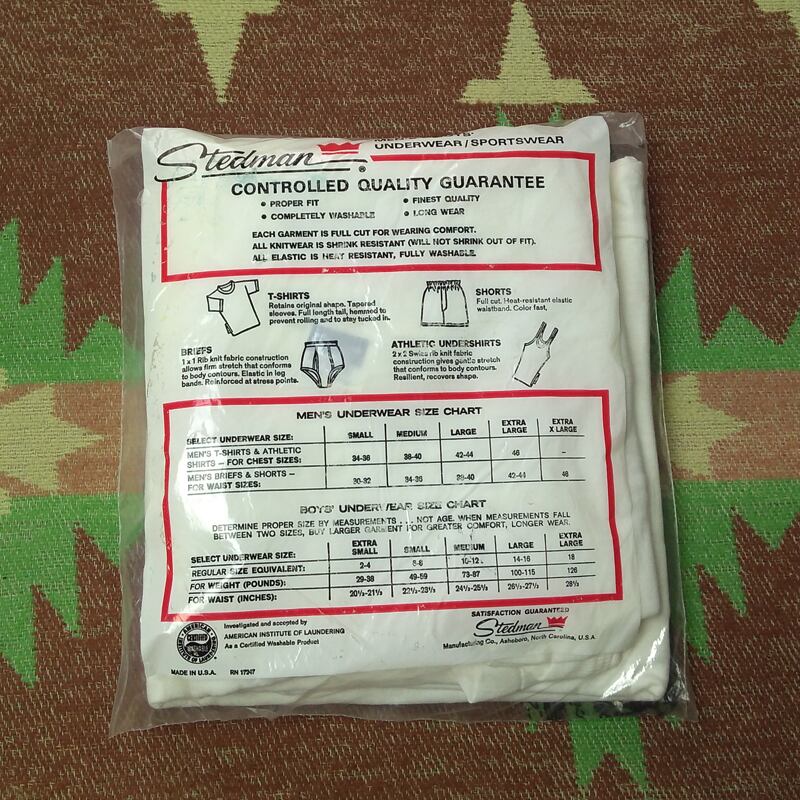 Stedman ®
UNDERWEAR/SPORTSWEAR
CONTROLLED QUALITY GUARANTEE
• PROPER FIT • FINEST QUALITY
• COMPLETELY WASHABLE • LONG WEAR
EACH GARMENT IS FULL CUT FOR WEARING COMFORT.
ALL KNITWEAR IS SHRINK RESISTANT (WILL NOT SHRINK OUT OF FIT).
ALL ELASTIC IS HEAT RESISTANT, FULLY WASHABLE.
T-SHIRTS
Retains original shape. Tapered
sleeves. Full length tail, hemmed to
prevent rolling and to stay tucked in.
SHORTS
Full cut. Heat-resistant elastic
waistband. Color fast,
BRIEFS
1 x 1 Rib knit fabric construction
allows firm stretch that conforms
to body contours. Elastic in leg
bands. Reinforced at stress points.
ATHLETIC UNDERSHIRTS
2 x 2 Swiss rib knit fabric
construction gives gentle stretch
that conforms to body contours.
Resilient, recovers shape.
MEN'S UNDERWEAR SIZE CHART
SELECT UNDERWEAR SIZE: SMALL MEDIUM LARGE EXTRA LARGE EXTRA X LARGE
MEN'S T-SHIRTS & ATHLETIC
SHIRTS – FOR CHEST SIZES: 34-36 38-40 42-44 46 –
MEN'S BRIEFS & SHORTS –
FOR WAIST SIZES: 30-32 34-36 38-40 42-44 46
BOYS' UNDERWEAR SIZE CHART
DETERMINE PROPER SIZE BY MEASUREMENTS . . . NOT AGE. WHEN MEASUREMENTS FALL
BETWEEN TWO SIZES, BUY LARGER GARMENT FOR GREATER COMFORT, LONGER WEAR.
SELECT UNDERWEAR SIZE: EXTRA SMALL SMALL MEDIUM LARGE EXTRA LARGE
REGULAR SIZE EQUIVALENT: 2-4 6-8 10-12 14-16 18
FOR WEIGHT (POUNDS): 29-38 49-59 73-87 100-115 126
FOR WAIST (INCHES): 20½-21½ 22½-23½ 24½-25½ 26½-27½ 28½
AMERICAN
CERTIFIED
WASHABLE
Investigated and accepted by
AMERICAN INSTITUTE OF LAUNDERING
As a Certified Washable Product
SATISFACTION GUARANTEED
Stedman
Manufacturing Co., Asheboro, North Carolina, U.S.A.
MADE IN U.S.A. RN 17247